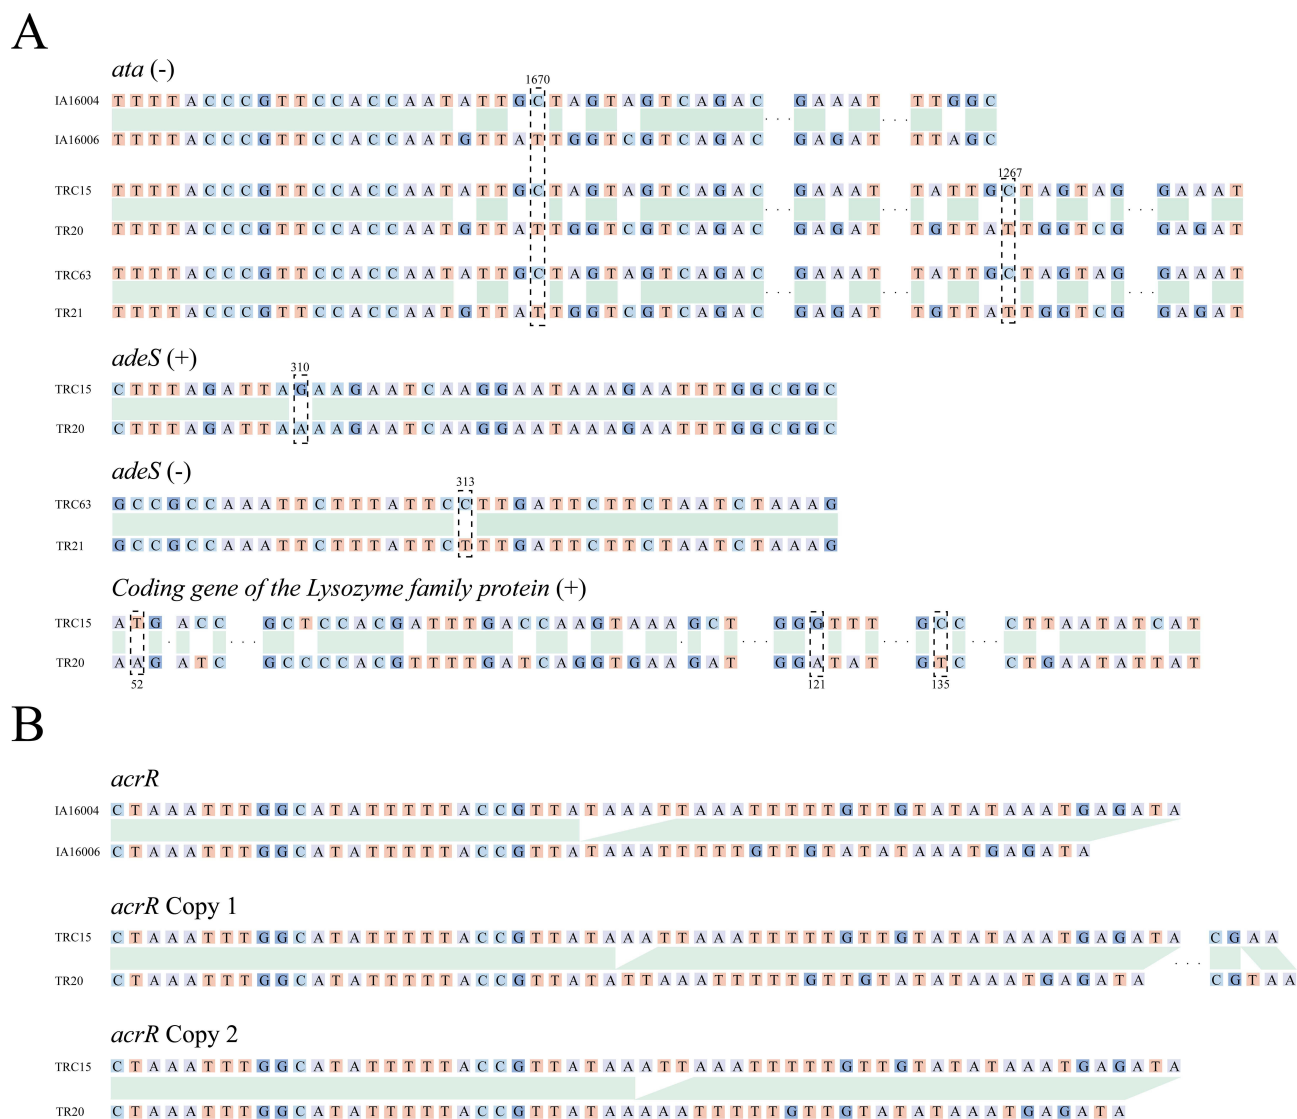 A
ata (-)
1670
IA16004 T T T T A C C C G T T C C A C C A A T A T T G C T A G T A G T C A G A C ··· G A A A T ··· T T G G C
IA16006 T T T T A C C C G T T C C A C C A A T G T T A T T G G T C G T C A G A C G A G A T T T A G C
1267
TRC15 T T T T A C C C G T T C C A C C A A T A T T G C T A G T A G T C A G A C ··· G A A A T ··· T A T T G C T A G T A G ··· G A A A T
TR20 T T T T A C C C G T T C C A C C A A T G T T A T T G G T C G T C A G A C G A G A T T G T T A T T G G T C G G A G A T
TRC63 T T T T A C C C G T T C C A C C A A T A T T G C T A G T A G T C A G A C ··· G A A A T ··· T A T T G C T A G T A G ··· G A A A T
TR21 T T T T A C C C G T T C C A C C A A T G T T A T T G G T C G T C A G A C G A G A T T G T T A T T G G T C G G A G A T
adeS (+)
310
TRC15 C T T T A G A T T A G A A G A A T C A A G G A A T A A A G A A T T T G G C G G C
TR20 C T T T A G A T T A A A A G A A T C A A G G A A T A A A G A A T T T G G C G G C
adeS (-)
313
TRC63 G C C G C C A A A T T C T T T A T T C C T T G A T T C T T C T A A T C T A A A G
TR21 G C C G C C A A A T T C T T T A T T C T T T G A T T C T T C T A A T C T A A A G
Coding gene of the Lysozyme family protein (+)
TRC15 A T G · A C C ··· G C T C C A C G A T T T G A C C A A G T A A A · G C T ··· G G G T T T ··· G C C ··· C T T A A T A T C A T
TR20 A A G A T C G C C C C A C G T T T T G A T C A G G T G A A G A T G G A T A T G T C C T G A A T A T T A T
52 121 135
B
acrR
IA16004 C T A A A T T T G G C A T A T T T T T A C C G T T A T A A A T T A A A T T T T T G T T G T A T A T A A A T G A G A T A
IA16006 C T A A A T T T G G C A T A T T T T T A C C G T T A T A A A T T T T T G T T G T A T A T A A A T G A G A T A
acrR Copy 1
TRC15 C T A A A T T T G G C A T A T T T T T A C C G T T A T A A A T T A A A T T T T T G T T G T A T A T A A A T G A G A T A ··· C G A A
TR20 C T A A A T T T G G C A T A T T T T T A C C G T T A T A T T A A A T T T T T G T T G T A T A T A A A T G A G A T A C G T A A
acrR Copy 2
TRC15 C T A A A T T T G G C A T A T T T T T A C C G T T A T A A A T T A A A T T T T T G T T G T A T A T A A A T G A G A T A
TR20 C T A A A T T T G G C A T A T T T T T A C C G T T A T A A A A A T T T T T G T T G T A T A T A A A T G A G A T A